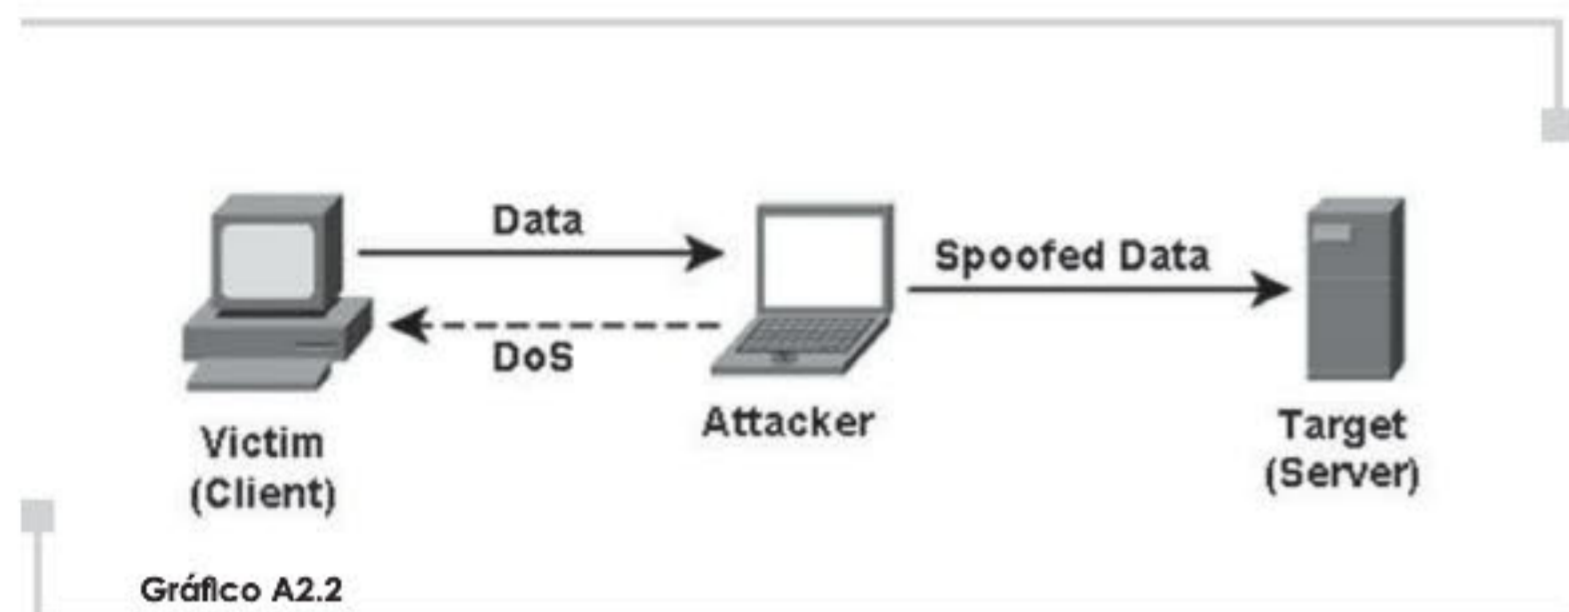 Data
Spoofed Data
DoS
Attacker
Victim
(Client)
Target
(Server)
Gráfico A2.2